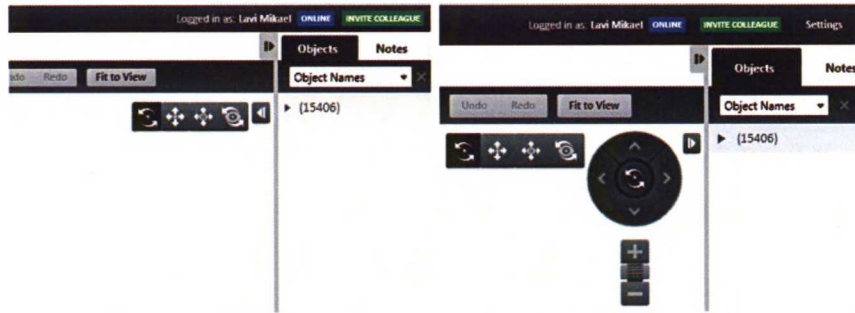 Logged in as: Lavi Mikael ONLINE INVITE COLLEAGUE
Objects Notes
Redo Fit to View
Object Names
(15406)
Logged in as: Lavi Mikael ONLINE INVITE COLLEAGUE Settings
Objects Notes
Undo Redo Fit to View
Object Names
(15406)